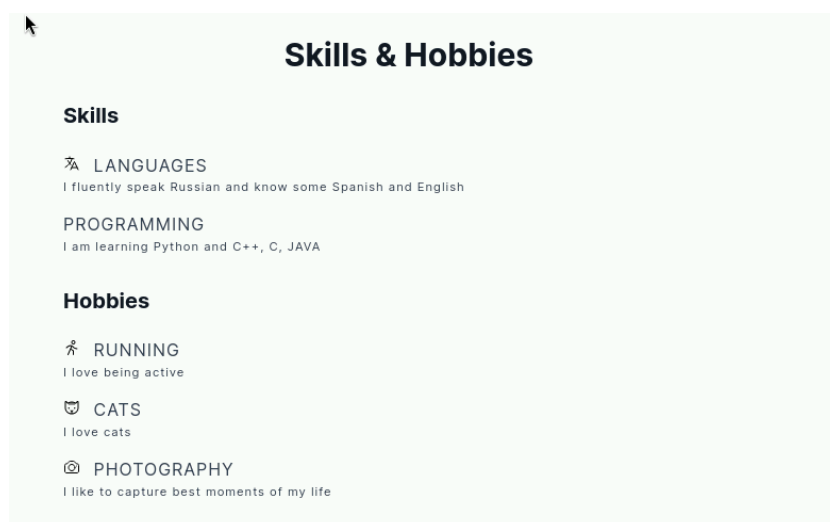 Skills & Hobbies
Skills
LANGUAGES
I fluently speak Russian and know some Spanish and English
PROGRAMMING
I am learning Python and C++, C, JAVA
Hobbies
RUNNING
I love being active
CATS
I love cats
PHOTOGRAPHY
I like to capture best moments of my life